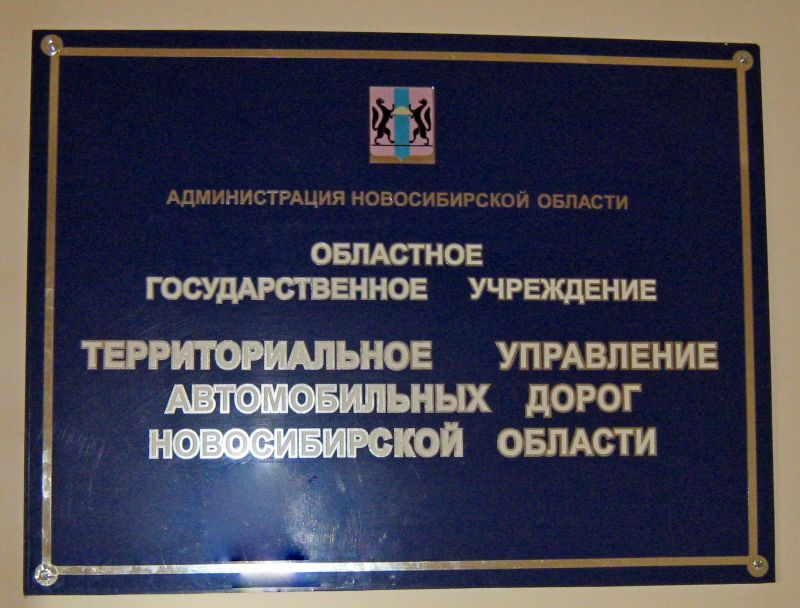 АДМИНИСТРАЦИЯ НОВОСИБИРСКОЙ ОБЛАСТИ
ОБЛАСТНОЕ
ГОСУДАРСТВЕННОЕ УЧРЕЖДЕНИЕ
ТЕРРИТОРИАЛЬНОЕ УПРАВЛЕНИЕ
АВТОМОБИЛЬНЫХ ДОРОГ
НОВОСИБИРСКОЙ ОБЛАСТИ